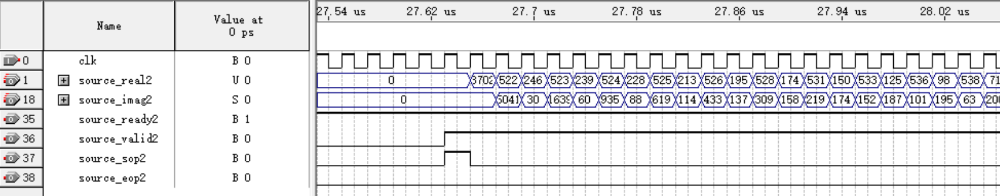 Name Value at 0 ps 27.54 us 27.62 us 27.7 us 27.78 us 27.86 us 27.94 us 28.02 us
0 clk B 0
1 source_real2 U 0 0 3702 522 246 523 239 524 228 525 213 526 195 528 174 531 150 533 125 536 98 538 71
18 source_imag2 S 0 0 5041 30 1639 60 935 88 619 114 433 137 309 158 219 174 152 187 101 195 63 200
35 source_ready2 B 1
36 source_valid2 B 0
37 source_sop2 B 0
38 source_eop2 B 0